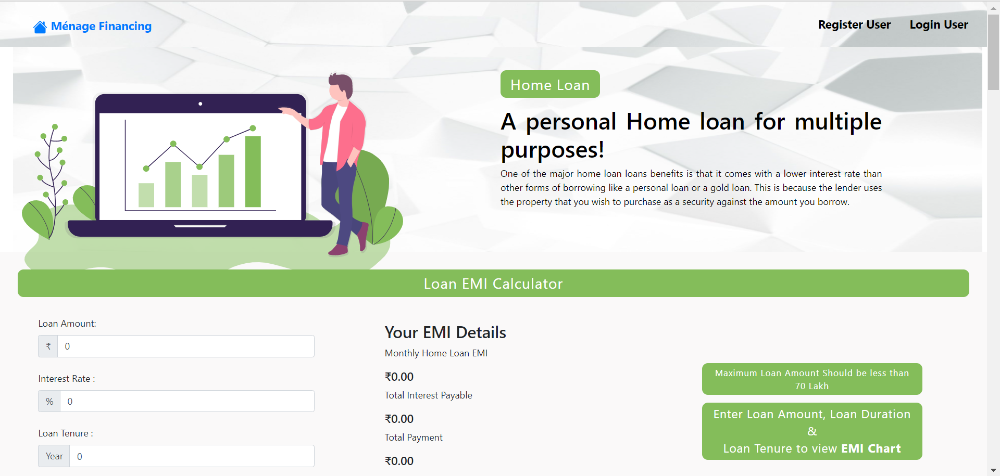 Ménage Financing
Register User
Login User
Home Loan
A personal Home loan for multiple
purposes!
One of the major home loan loans benefits is that it comes with a lower interest rate than
other forms of borrowing like a personal loan or a gold loan. This is because the lender uses
the property that you wish to purchase as a security against the amount you borrow.
Loan EMI Calculator
Loan Amount:
₹ 0
Interest Rate :
% 0
Loan Tenure :
Year 0
Your EMI Details
Monthly Home Loan EMI
₹0.00
Total Interest Payable
₹0.00
Total Payment
₹0.00
Maximum Loan Amount Should be less than
70 Lakh
Enter Loan Amount, Loan Duration
&
Loan Tenure to view EMI Chart